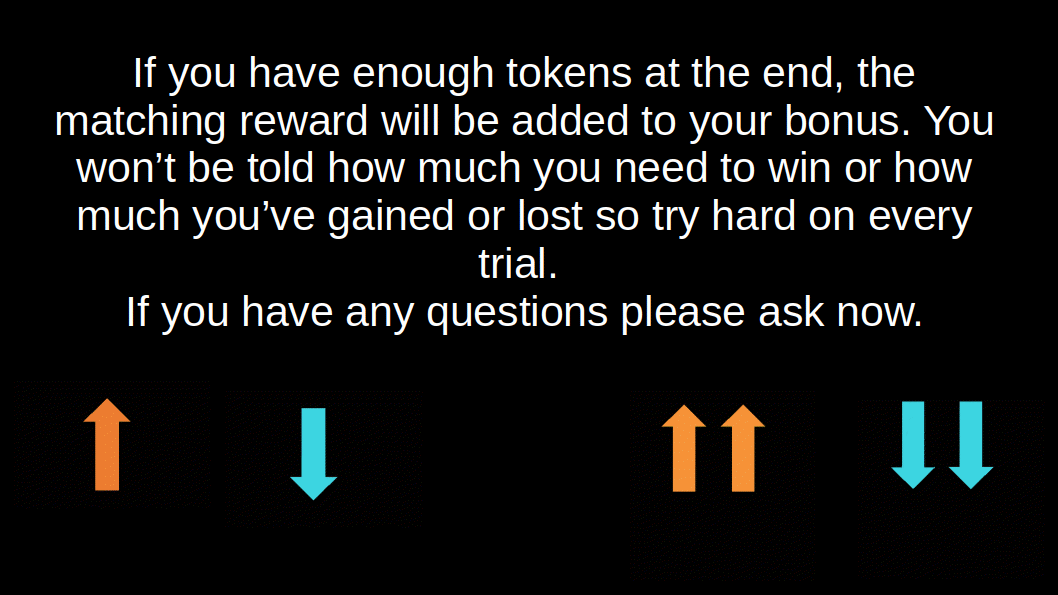 If you have enough tokens at the end, the
matching reward will be added to your bonus. You
won’t be told how much you need to win or how
much you’ve gained or lost so try hard on every
trial.
If you have any questions please ask now.